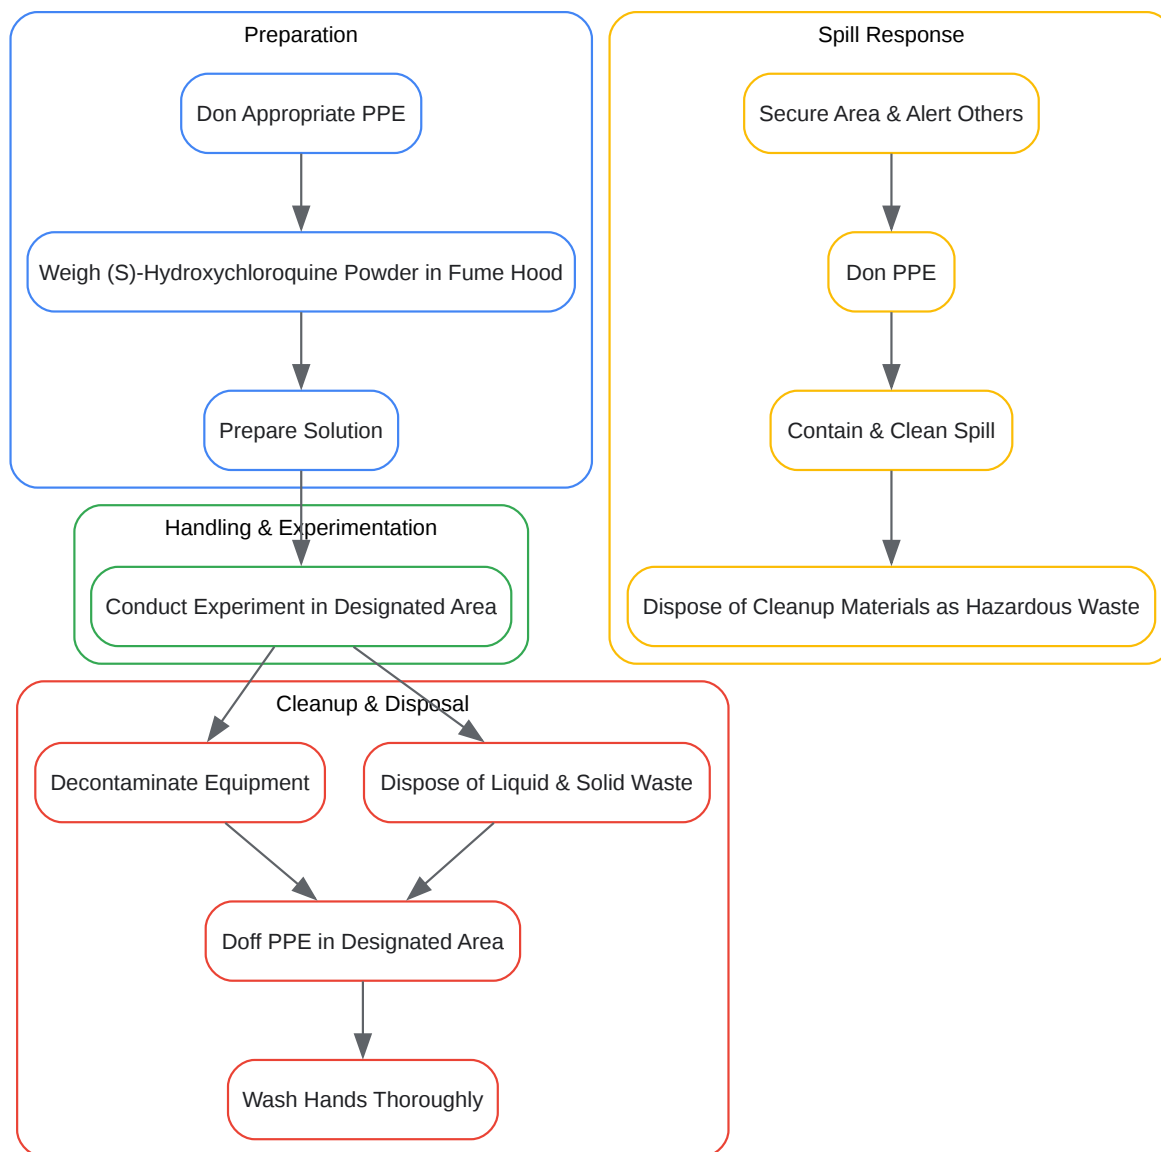 Preparation
Don Appropriate PPE
Weigh (S)-Hydroxychloroquine Powder in Fume Hood
Prepare Solution
Handling & Experimentation
Conduct Experiment in Designated Area
Cleanup & Disposal
Decontaminate Equipment
Dispose of Liquid & Solid Waste
Doff PPE in Designated Area
Wash Hands Thoroughly
Spill Response
Secure Area & Alert Others
Don PPE
Contain & Clean Spill
Dispose of Cleanup Materials as Hazardous Waste